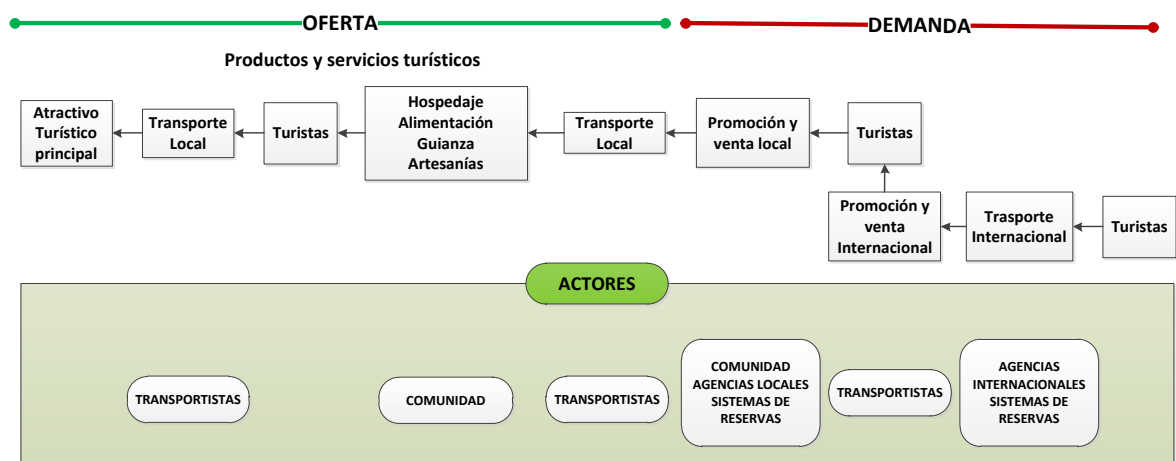 OFERTA
DEMANDA
Productos y servicios turísticos
Atractivo
Turístico
principal
Transporte
Local
Turistas
Hospedaje
Alimentación
Guianza
Artesanías
Transporte
Local
Promoción y
venta local
Turistas
Promoción y
venta
Internacional
Trasporte
Internacional
Turistas
ACTORES
TRANSPORTISTAS
COMUNIDAD
TRANSPORTISTAS
COMUNIDAD
AGENCIAS LOCALES
SISTEMAS DE
RESERVAS
TRANSPORTISTAS
AGENCIAS
INTERNACIONALES
SISTEMAS DE
RESERVAS